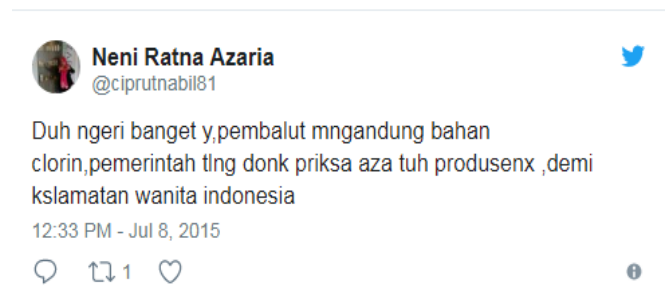 Neni Ratna Azaria
@ciprutnabil81
Duh ngeri banget y,pembalut mngandung bahan
clorin,pemerintah tlng donk priksa aza tuh produsenx ,demi
kslamatan wanita indonesia
12:33 PM - Jul 8, 2015
1